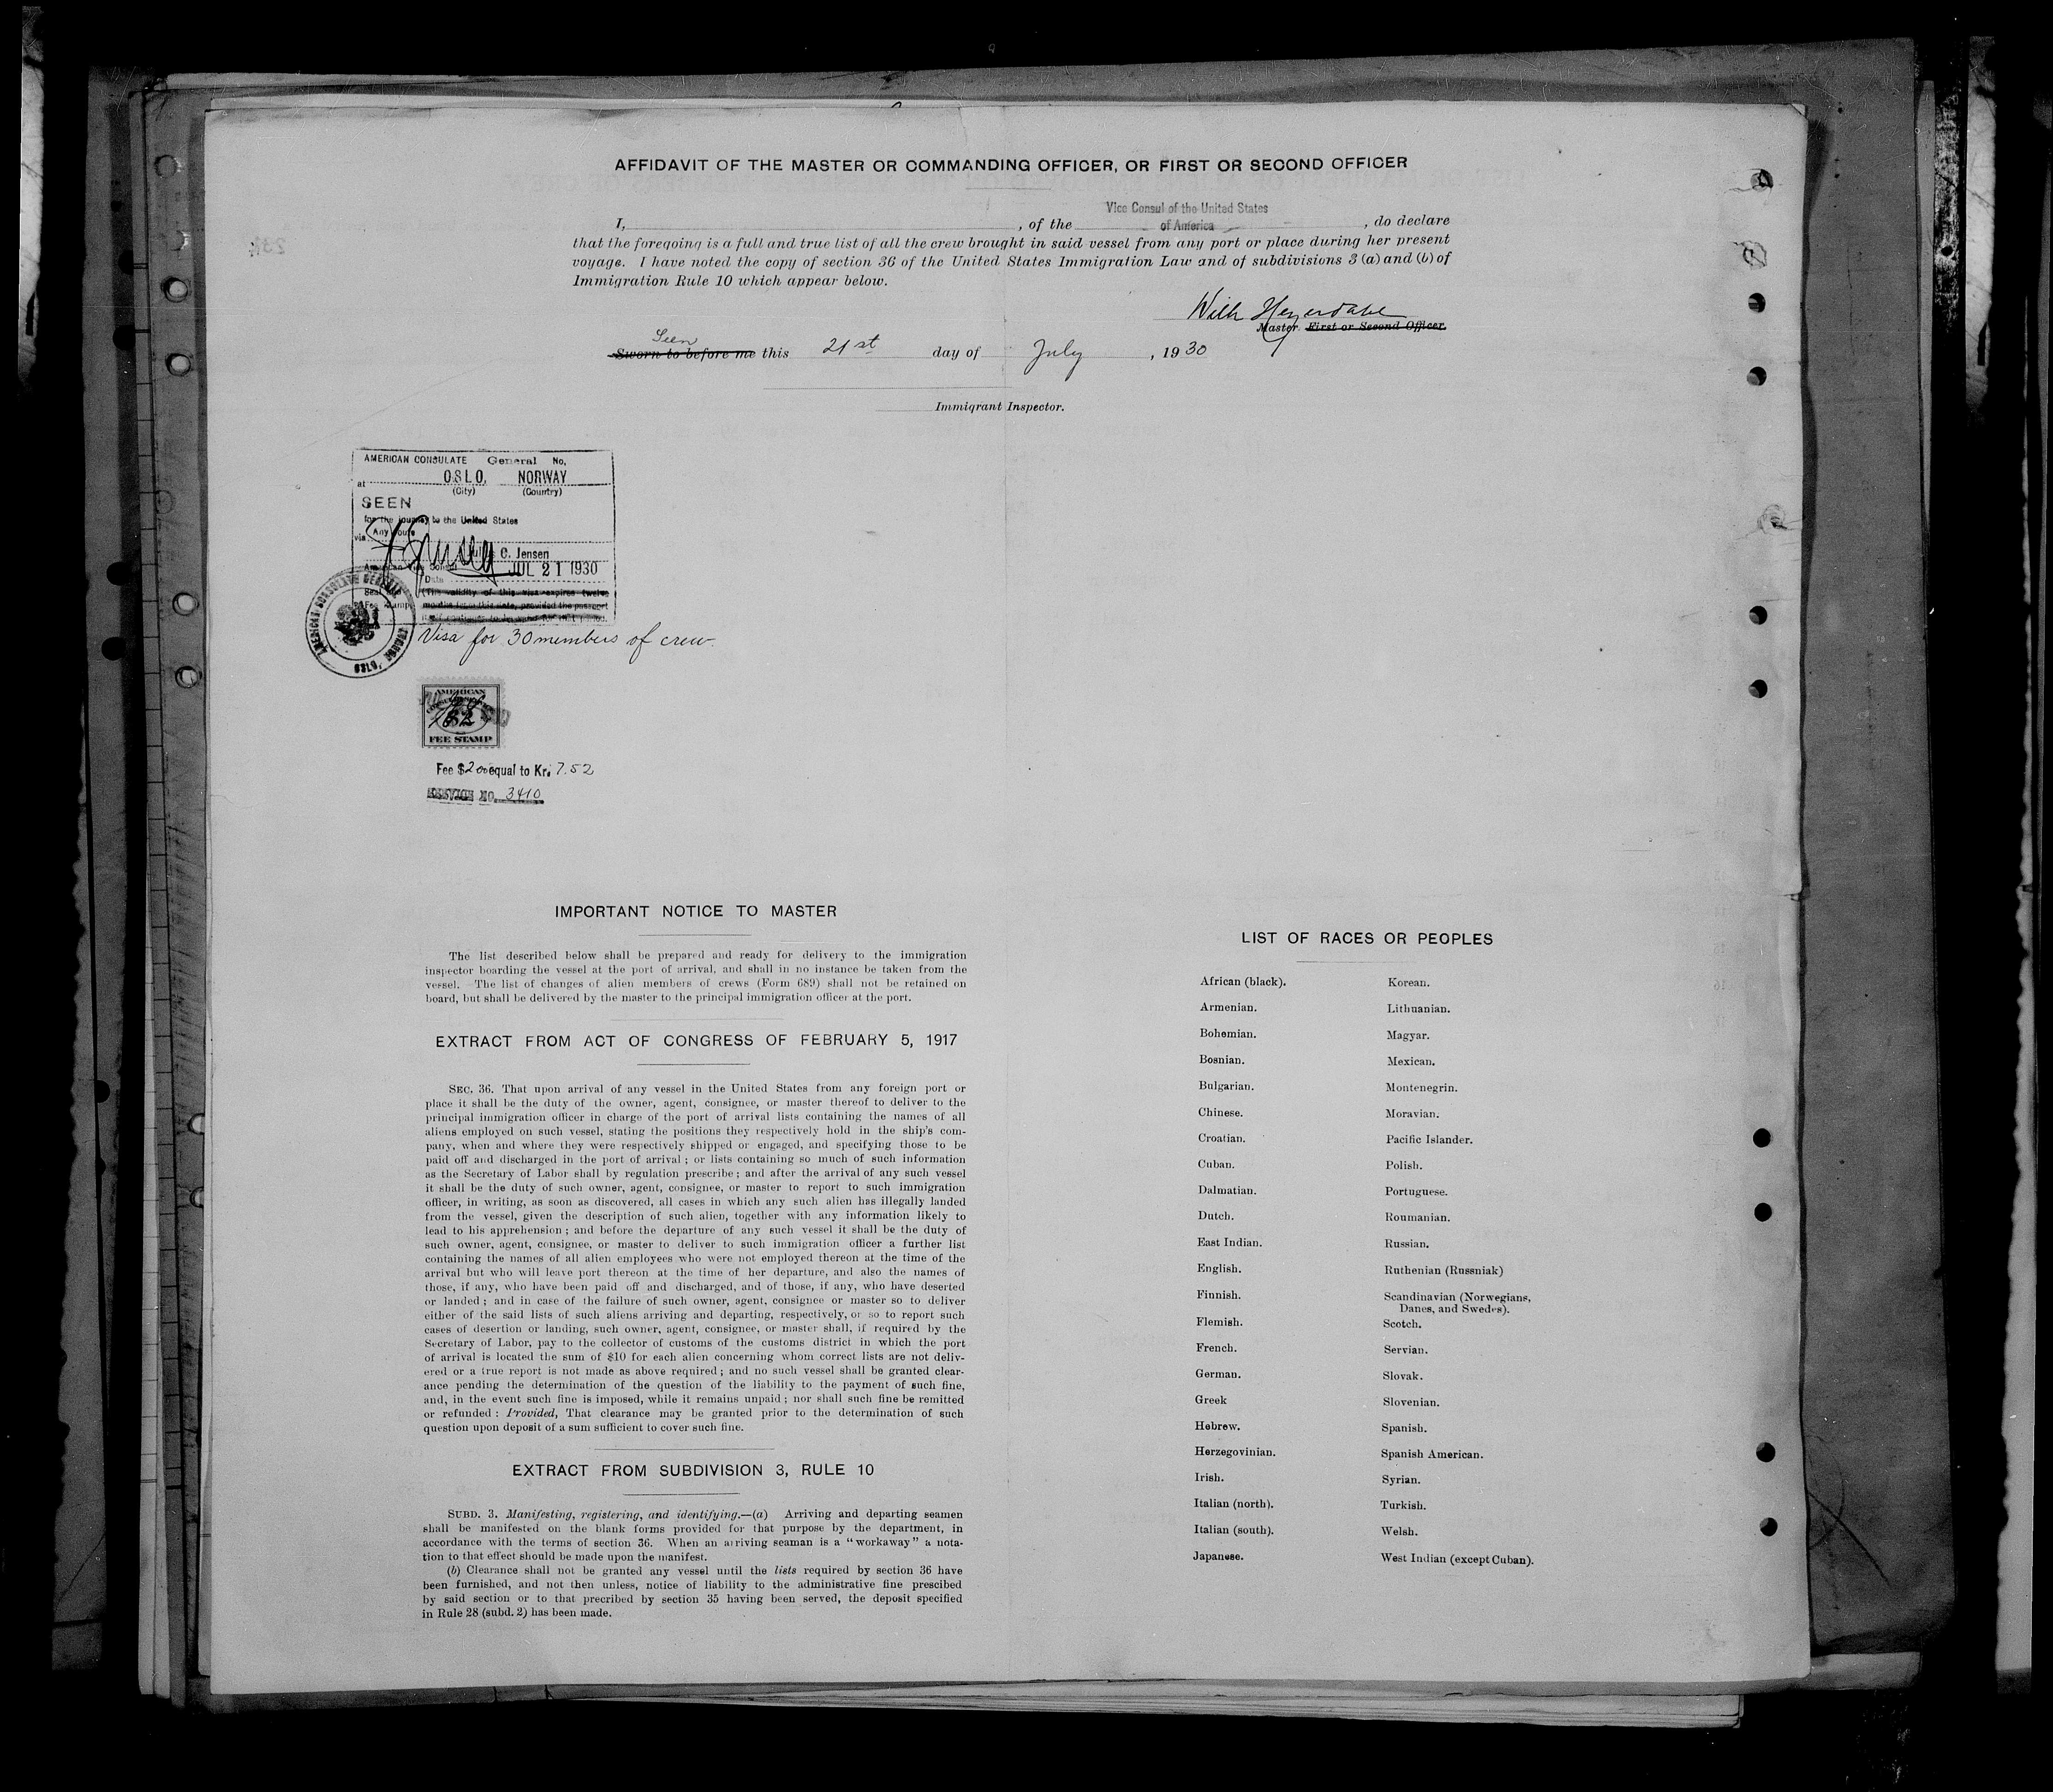 AFFIDAVIT OF THE MASTER OR COMMANDING OFFICER, OR FIRST OR SECOND OFFICER
Vice Consul of the United States
I, , of the of America , do declare
that the foregoing is a full and true list of all the crew brought in said vessel from any port or place during her present
voyage. I have noted the copy of section 36 of the United States Immigration Law and of subdivisions 3 (a) and (b) of
Immigration Rule 10 which appear below.
Wilh Heyerdahl
Master First or Second Officer.
Seen
Sworn to before me this 21st day of July , 1930
Immigrant Inspector.
AMERICAN CONSULATE General No.
at OSLO, NORWAY
(City) (Country)
SEEN
for the journey to the United States
via Any route
C. Jensen
American Vice Consul
Date JUL 21 1930
Seal (The validity of this visa expires twelve
Fee Stamp months from this date, provided the passport
AMERICAN CONSULATE GENERAL
OSLO, NORWAY
Visa for 30 members of crew.
AMERICAN
$2
FEE STAMP
Fee $2.00 equal to Kr. 7.52
SERVICE NO. 3410
IMPORTANT NOTICE TO MASTER
The list described below shall be prepared and ready for delivery to the immigration
inspector boarding the vessel at the port of arrival, and shall in no instance be taken from the
vessel. The list of changes of alien members of crews (Form 689) shall not be retained on
board, but shall be delivered by the master to the principal immigration officer at the port.
EXTRACT FROM ACT OF CONGRESS OF FEBRUARY 5, 1917
SEC. 36. That upon arrival of any vessel in the United States from any foreign port or
place it shall be the duty of the owner, agent, consignee, or master thereof to deliver to the
principal immigration officer in charge of the port of arrival lists containing the names of all
aliens employed on such vessel, stating the positions they respectively hold in the ship's com-
pany, when and where they were respectively shipped or engaged, and specifying those to be
paid off and discharged in the port of arrival; or lists containing so much of such information
as the Secretary of Labor shall by regulation prescribe; and after the arrival of any such vessel
it shall be the duty of such owner, agent, consignee, or master to report to such immigration
officer, in writing, as soon as discovered, all cases in which any such alien has illegally landed
from the vessel, given the description of such alien, together with any information likely to
lead to his apprehension; and before the departure of any such vessel it shall be the duty of
such owner, agent, consignee, or master to deliver to such immigration officer a further list
containing the names of all alien employees who were not employed thereon at the time of the
arrival but who will leave port thereon at the time of her departure, and also the names of
those, if any, who have been paid off and discharged, and of those, if any, who have deserted
or landed; and in case of the failure of such owner, agent, consignee or master so to deliver
either of the said lists of such aliens arriving and departing, respectively, or so to report such
cases of desertion or landing, such owner, agent, consignee, or master shall, if required by the
Secretary of Labor, pay to the collector of customs of the customs district in which the port
of arrival is located the sum of $10 for each alien concerning whom correct lists are not deliv-
ered or a true report is not made as above required; and no such vessel shall be granted clear-
ance pending the determination of the question of the liability to the payment of such fine,
and, in the event such fine is imposed, while it remains unpaid; nor shall such fine be remitted
or refunded: Provided, That clearance may be granted prior to the determination of such
question upon deposit of a sum sufficient to cover such fine.
EXTRACT FROM SUBDIVISION 3, RULE 10
SUBD. 3. Manifesting, registering, and identifying.—(a) Arriving and departing seamen
shall be manifested on the blank forms provided for that purpose by the department, in
accordance with the terms of section 36. When an arriving seaman is a "workaway" a nota-
tion to that effect should be made upon the manifest.
(b) Clearance shall not be granted any vessel until the lists required by section 36 have
been furnished, and not then unless, notice of liability to the administrative fine prescibed
by said section or to that precribed by section 35 having been served, the deposit specified
in Rule 28 (subd. 2) has been made.
LIST OF RACES OR PEOPLES
African (black). Korean.
Armenian. Lithuanian.
Bohemian. Magyar.
Bosnian. Mexican.
Bulgarian. Montenegrin.
Chinese. Moravian.
Croatian. Pacific Islander.
Cuban. Polish.
Dalmatian. Portuguese.
Dutch. Roumanian.
East Indian. Russian.
English. Ruthenian (Russniak)
Finnish. Scandinavian (Norwegians,
Danes, and Swedes).
Flemish. Scotch.
French. Servian.
German. Slovak.
Greek Slovenian.
Hebrew. Spanish.
Herzegovinian. Spanish American.
Irish. Syrian.
Italian (north). Turkish.
Italian (south). Welsh.
Japanese. West Indian (except Cuban).